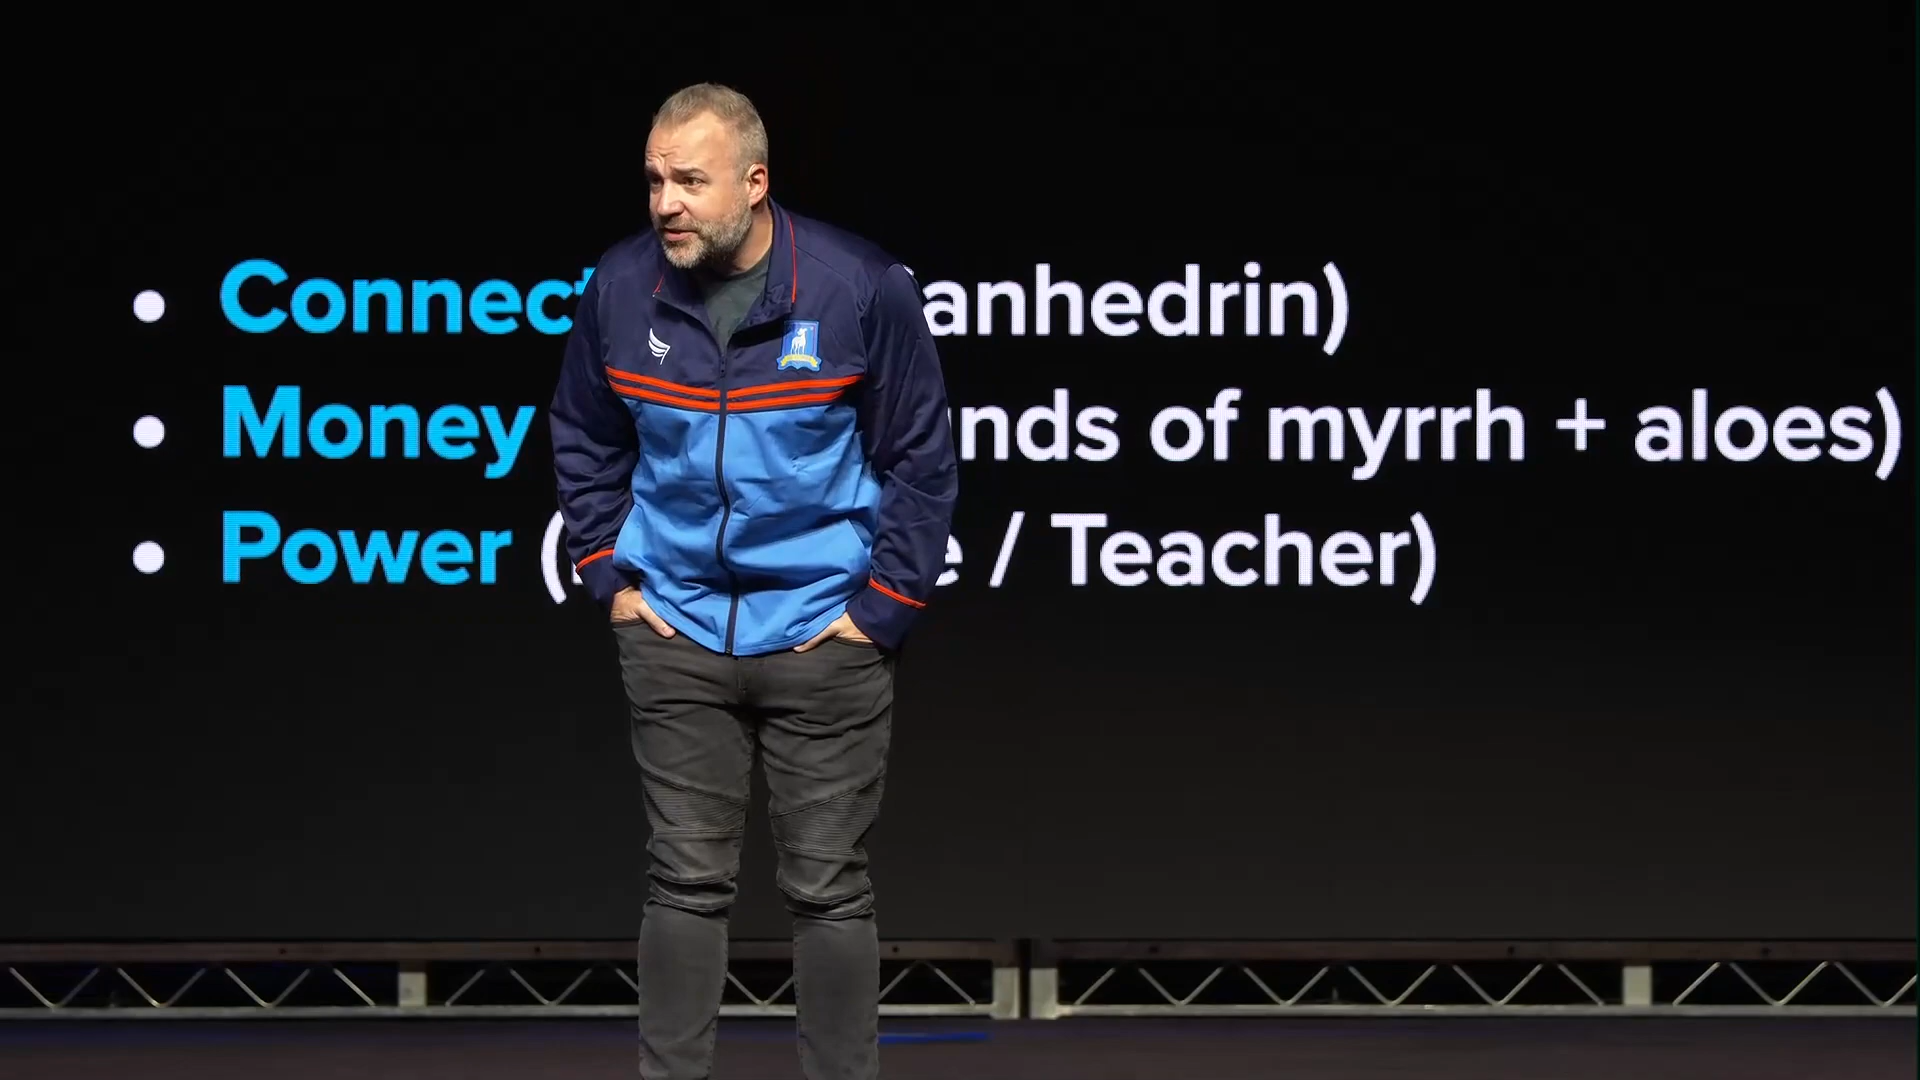 • Connect anhedrin)
• Money nds of myrrh + aloes)
• Power ( e / Teacher)